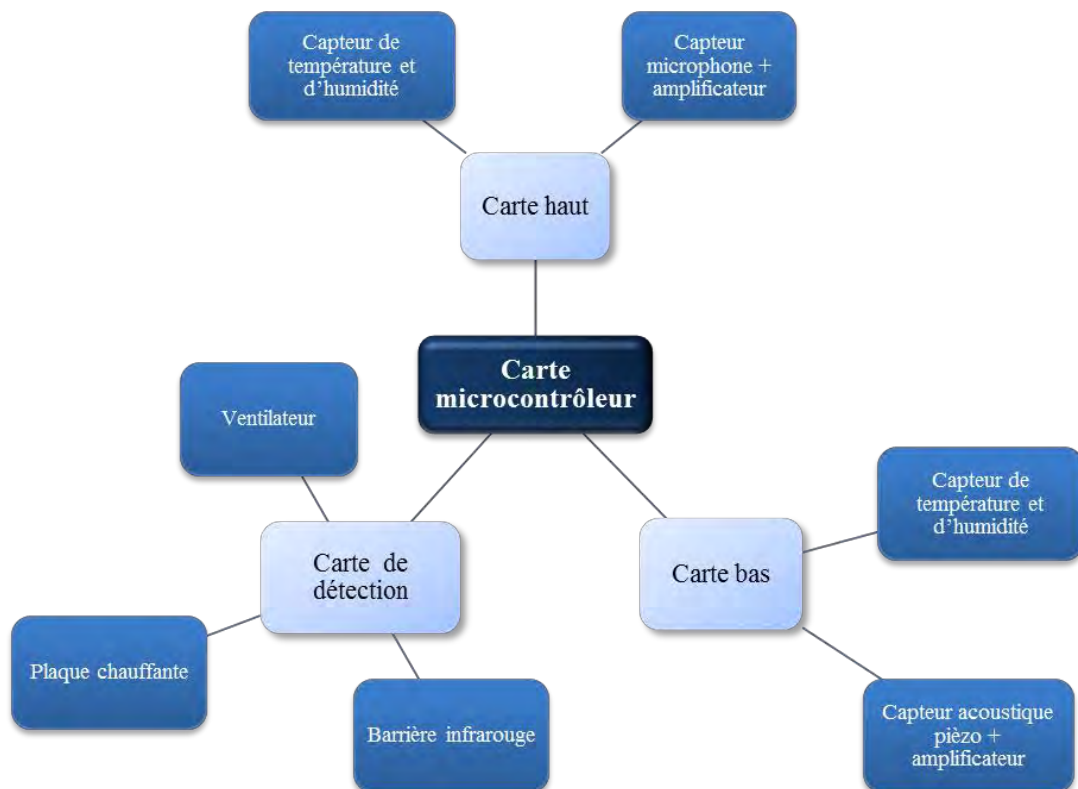 Capteur de
température et
d’humidité
Capteur
microphone +
amplificateur
Carte haut
Carte
microcontrôleur
Ventilateur
Capteur de
température et
d’humidité
Carte de
détection
Carte bas
Plaque chauffante
Barrière infrarouge
Capteur acoustique
pièzo +
amplificateur